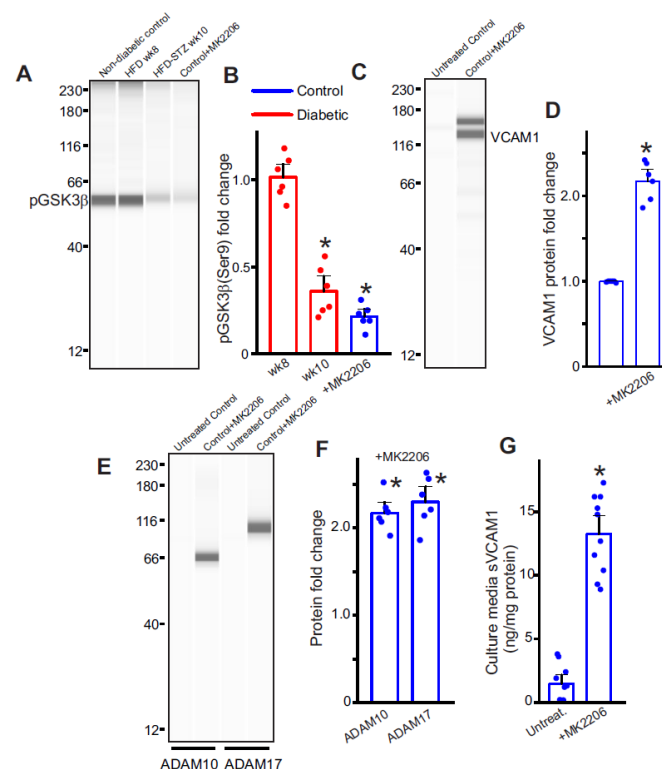 A
Non-diabetic control
HFD wk8
HFD-STZ wk10
Control+MK2206
230
180
116
66
pGSK3β
40
12
B
Control
Diabetic
pGSK3β(Ser9) fold change
1.0
0.5
0
*
*
wk8
wk10
+MK2206
C
Untreated Control
Control+MK2206
230
180
116
66
40
12
VCAM1
D
VCAM1 protein fold change
2.0
1.0
0
*
+MK2206
E
Untreated Control
Control+MK2206
Untreated Control
Control+MK2206
230
180
116
66
40
12
ADAM10 ADAM17
F
+MK2206
Protein fold change
2.0
1.0
0
*
*
ADAM10
ADAM17
G
Culture media sVCAM1
(ng/mg protein)
15
10
5
0
*
Untreat.
+MK2206